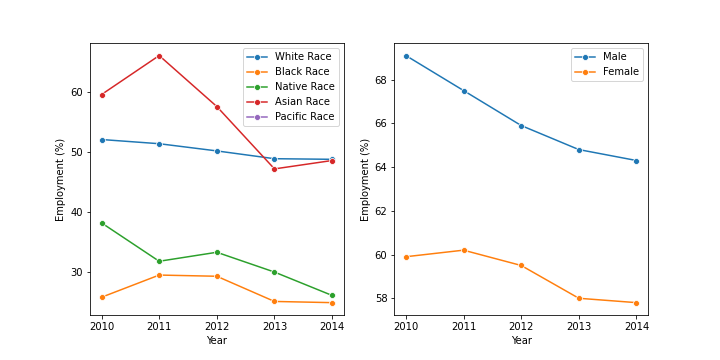 White Race
Black Race
Native Race
Asian Race
Pacific Race
60
50
40
30
Employment (%)
2010 2011 2012 2013 2014
Year
Male
Female
68
66
64
62
60
58
Employment (%)
2010 2011 2012 2013 2014
Year